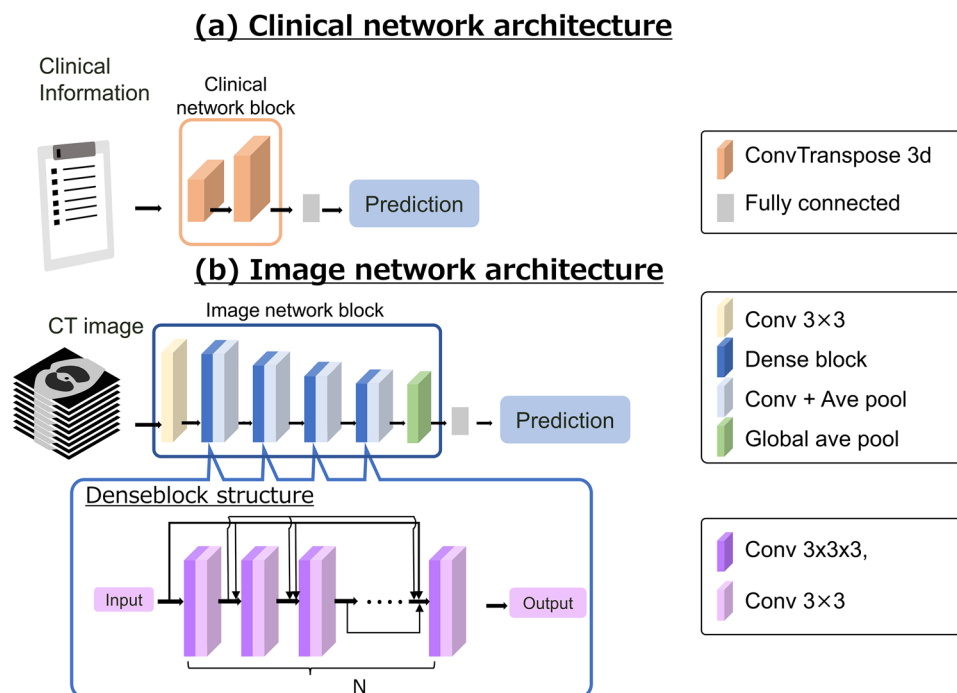 (a) Clinical network architecture
Clinical
Information
Clinical
network block
Prediction
ConvTranspose 3d
Fully connected
(b) Image network architecture
CT image
Image network block
Prediction
Conv 3×3
Dense block
Conv + Ave pool
Global ave pool
Denseblock structure
Input
Output
N
Conv 3x3x3,
Conv 3×3